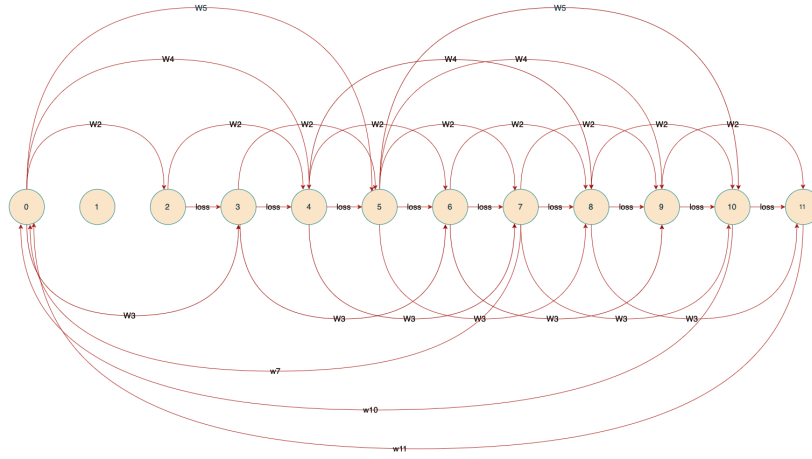 W5 W5
W4 W4 W4
W2 W2 W2 W2 W2 W2 W2 W2 W2
0 1 2 loss 3 loss 4 loss 5 loss 6 loss 7 loss 8 loss 9 loss 10 loss 11
W3 W3 W3 W3 W3 W3 W3
w7
w10
w11